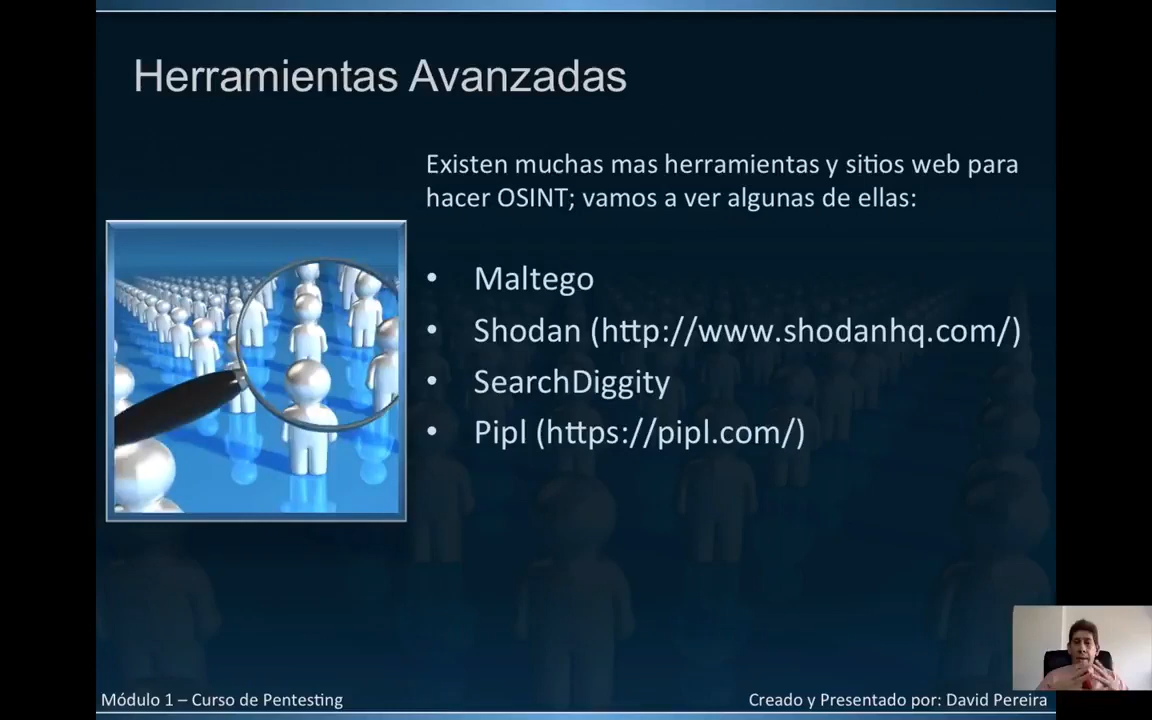 Herramientas Avanzadas
Existen muchas mas herramientas y sitios web para
hacer OSINT; vamos a ver algunas de ellas:
• Maltego
• Shodan (http://www.shodanhq.com/)
• SearchDiggity
• Pipl (https://pipl.com/)
Módulo 1 – Curso de Pentesting
Creado y Presentado por: David Pereira